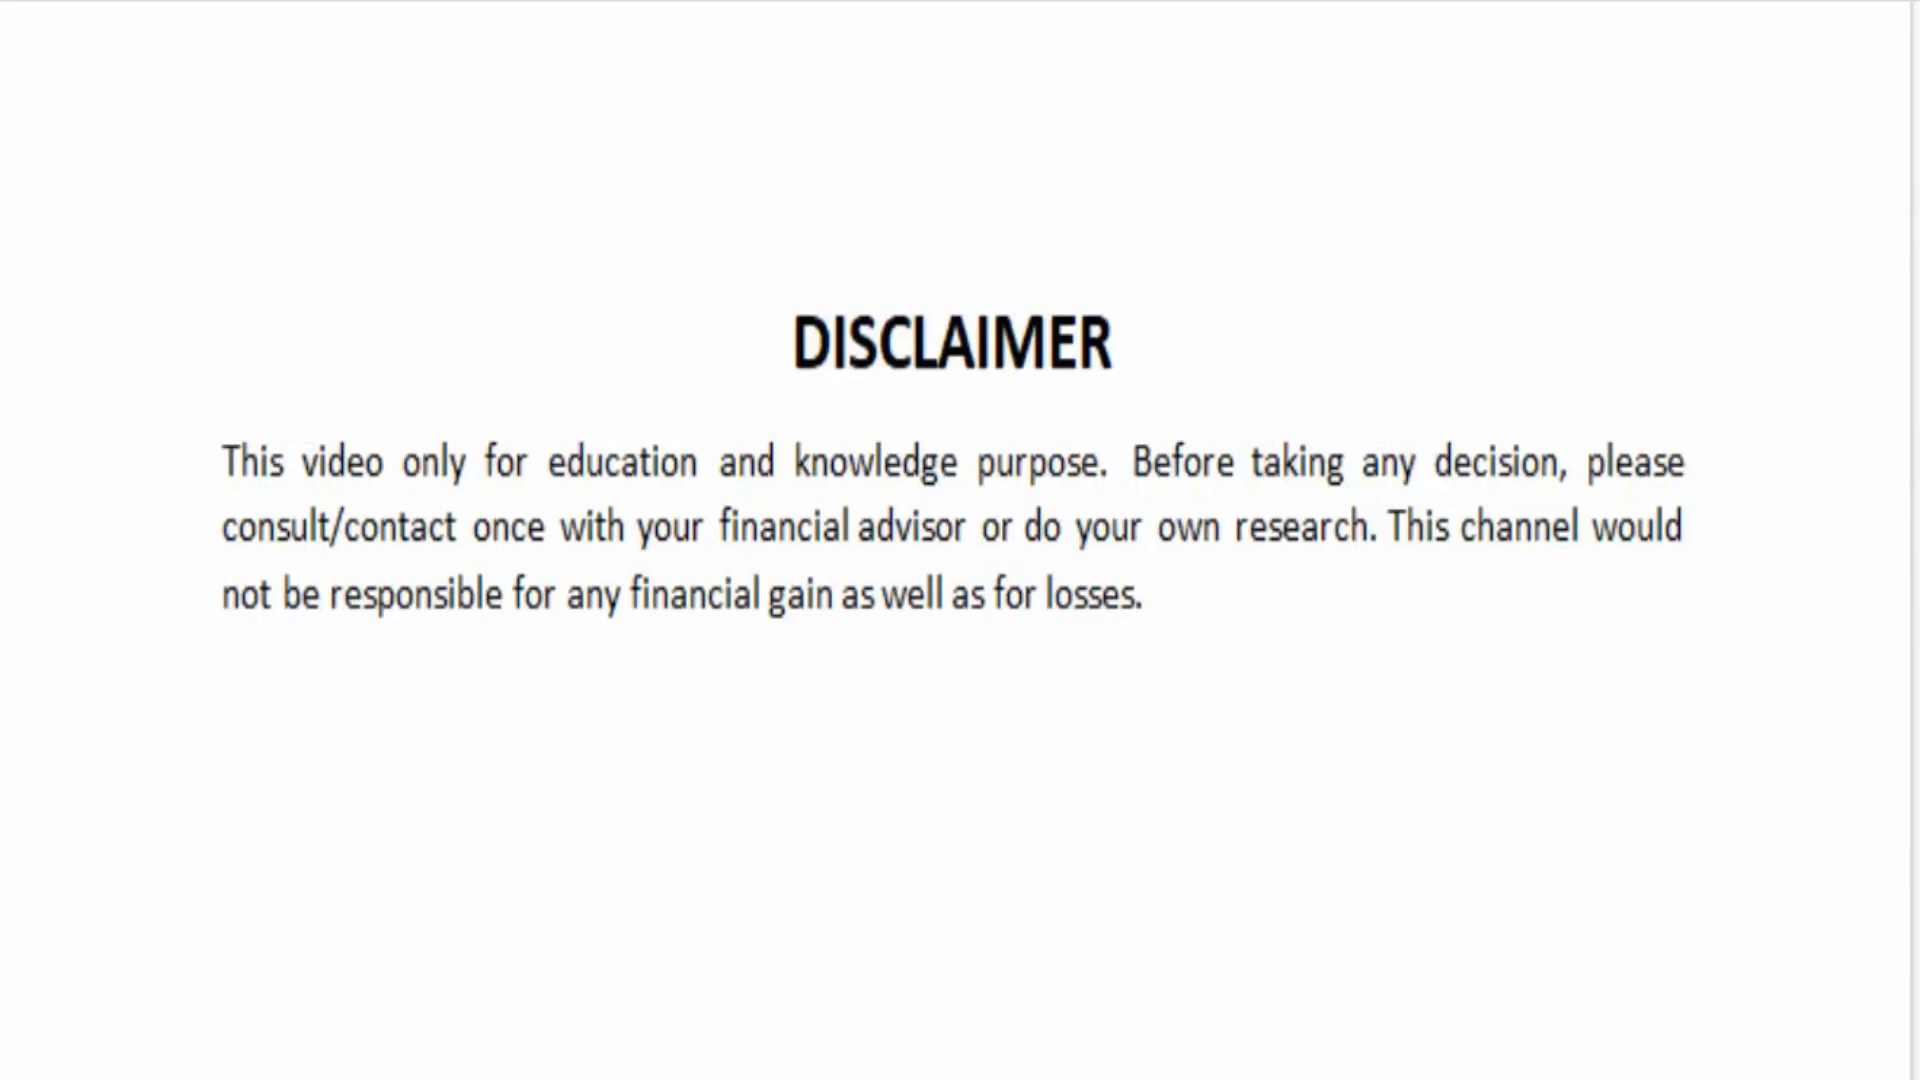 DISCLAIMER
This video only for education and knowledge purpose. Before taking any decision, please
consult/contact once with your financial advisor or do your own research. This channel would
not be responsible for any financial gain as well as for losses.